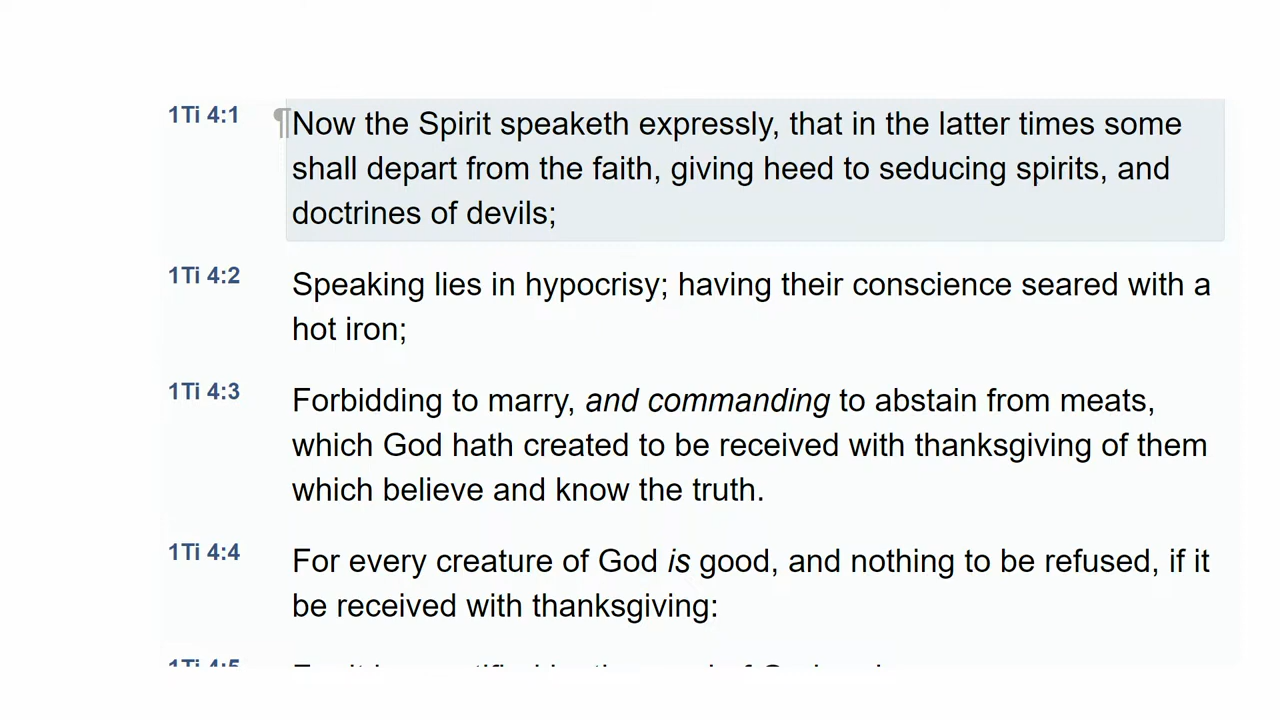 1Ti 4:1 ¶Now the Spirit speaketh expressly, that in the latter times some
shall depart from the faith, giving heed to seducing spirits, and
doctrines of devils;
1Ti 4:2 Speaking lies in hypocrisy; having their conscience seared with a
hot iron;
1Ti 4:3 Forbidding to marry, and commanding to abstain from meats,
which God hath created to be received with thanksgiving of them
which believe and know the truth.
1Ti 4:4 For every creature of God is good, and nothing to be refused, if it
be received with thanksgiving:
1Ti 4:5